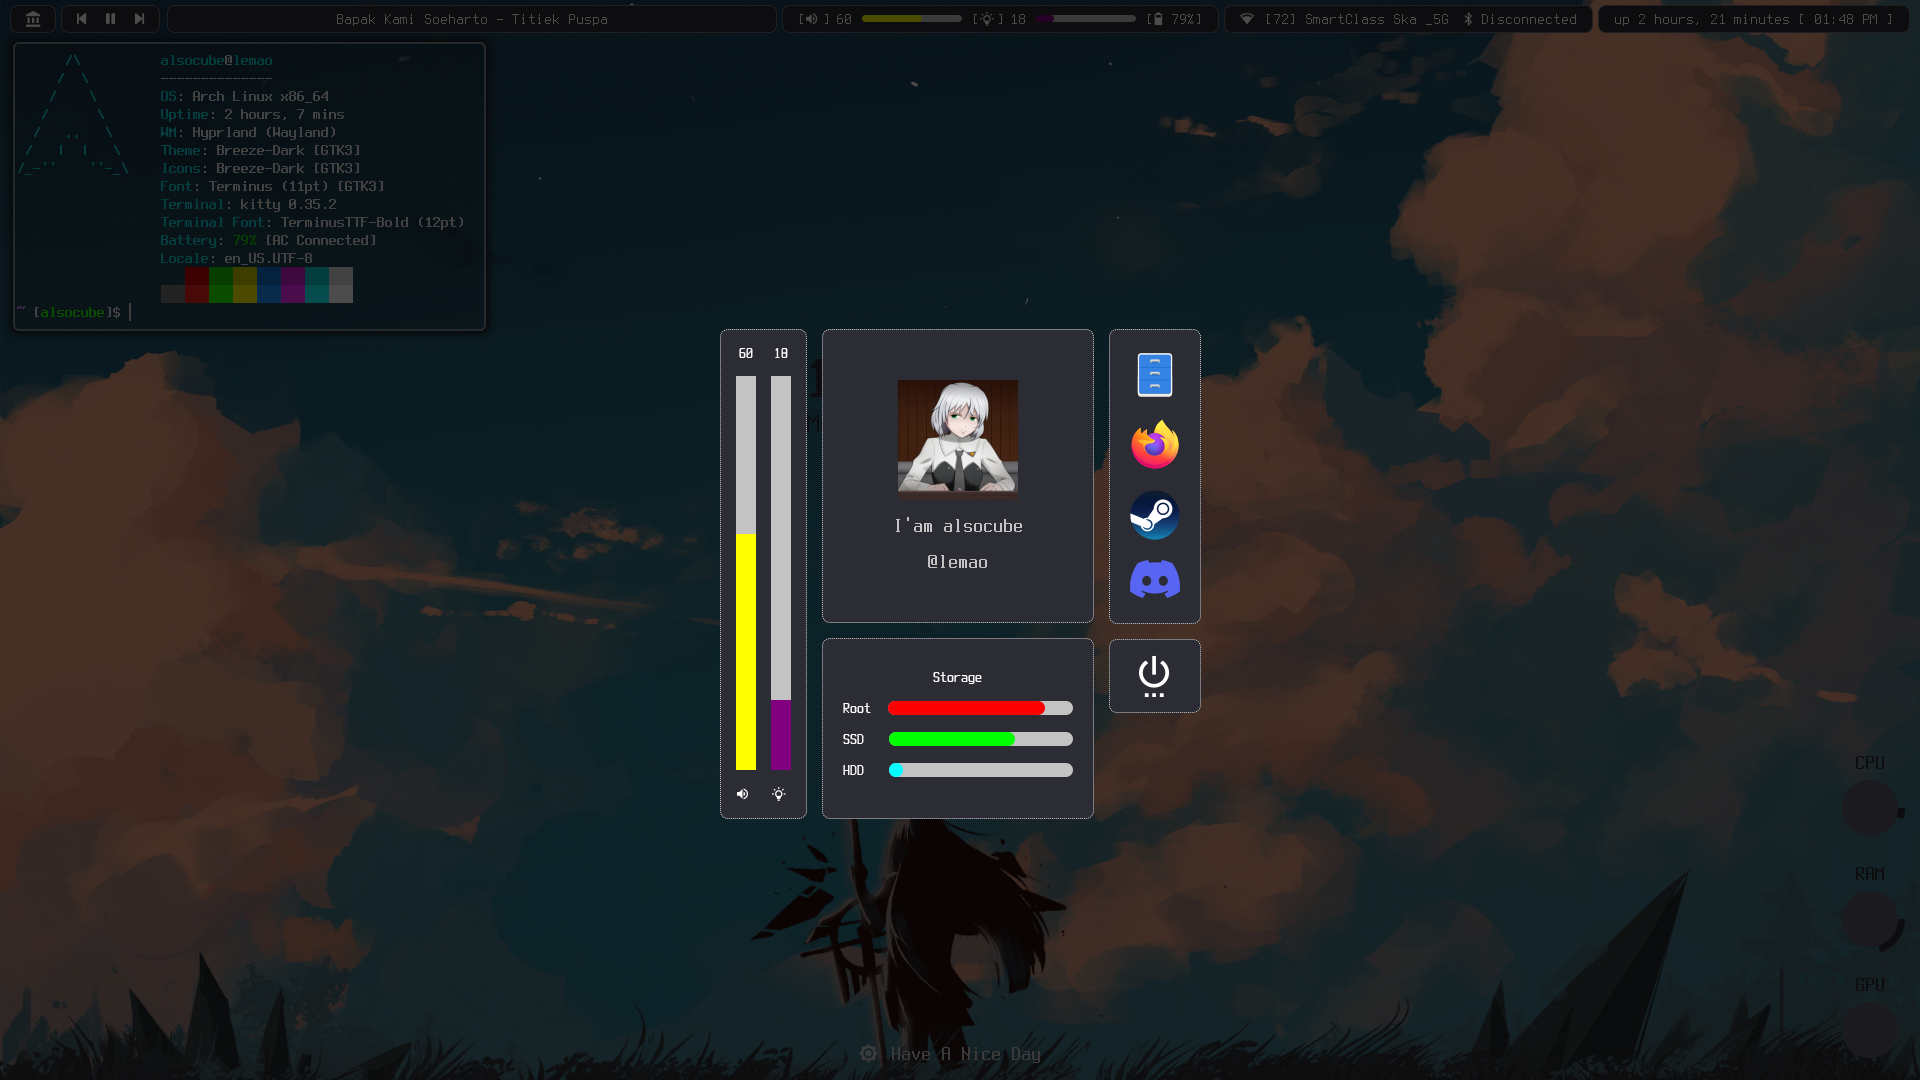 Bapak Kami Soeharto - Titiek Puspa
[ ] 60
[ ] 18
[ 79%]
[72] SmartClass Ska _5G
Disconnected
up 2 hours, 21 minutes [ 01:48 PM ]
alsocube@lemao
--------------
OS: Arch Linux x86_64
Uptime: 2 hours, 7 mins
WM: Hyprland (Wayland)
Theme: Breeze-Dark [GTK3]
Icons: Breeze-Dark [GTK3]
Font: Terminus (11pt) [GTK3]
Terminal: kitty 0.35.2
Terminal Font: TerminusTTF-Bold (12pt)
Battery: 79% [AC Connected]
Locale: en_US.UTF-8
~ [alsocube]$
60 18
I'am alsocube
@lemao
Storage
Root
SSD
HDD
CPU
RAM
GPU
Have A Nice Day